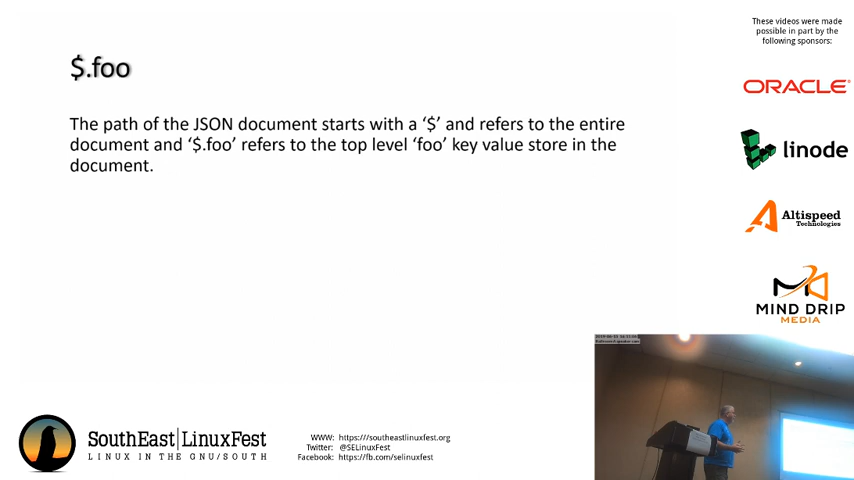 These videos were made
possible in part by the
following sponsors:
$.foo
ORACLE
The path of the JSON document starts with a ‘$’ and refers to the entire
document and ‘$.foo’ refers to the top level ‘foo’ key value store in the
document.
linode
Altispeed
Technologies
MIND DRIP
MEDIA
SouthEast|LinuxFest
LINUX IN THE GNU/SOUTH
WWW: https:///southeastlinuxfest.org
Twitter: @SELinuxFest
Facebook: https://fb.com/selinuxfest